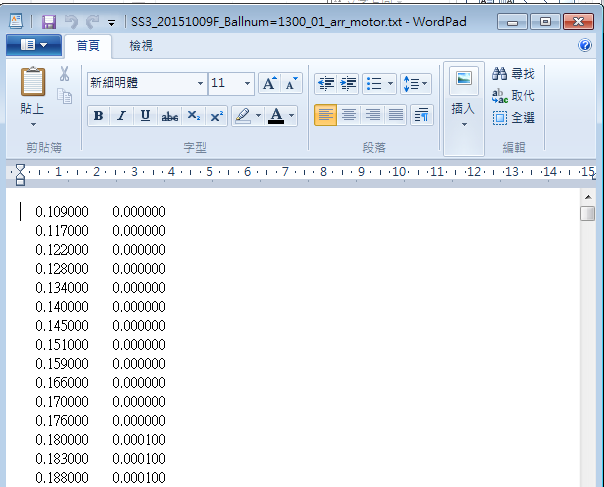 SS3_20151009F_Ballnum=1300_01_arr_motor.txt - WordPad
首頁 檢視
新細明體 11 A A 尋找
貼上 插入 取代
B I U abc X₂ X² A 全選
剪貼簿 字型 段落 編輯
1 2 3 4 5 6 7 8 9 10 11 12 13 14 15
0.109000 0.000000
0.117000 0.000000
0.122000 0.000000
0.128000 0.000000
0.134000 0.000000
0.140000 0.000000
0.145000 0.000000
0.151000 0.000000
0.159000 0.000000
0.166000 0.000000
0.170000 0.000000
0.176000 0.000000
0.180000 0.000100
0.183000 0.000100
0.188000 0.000100